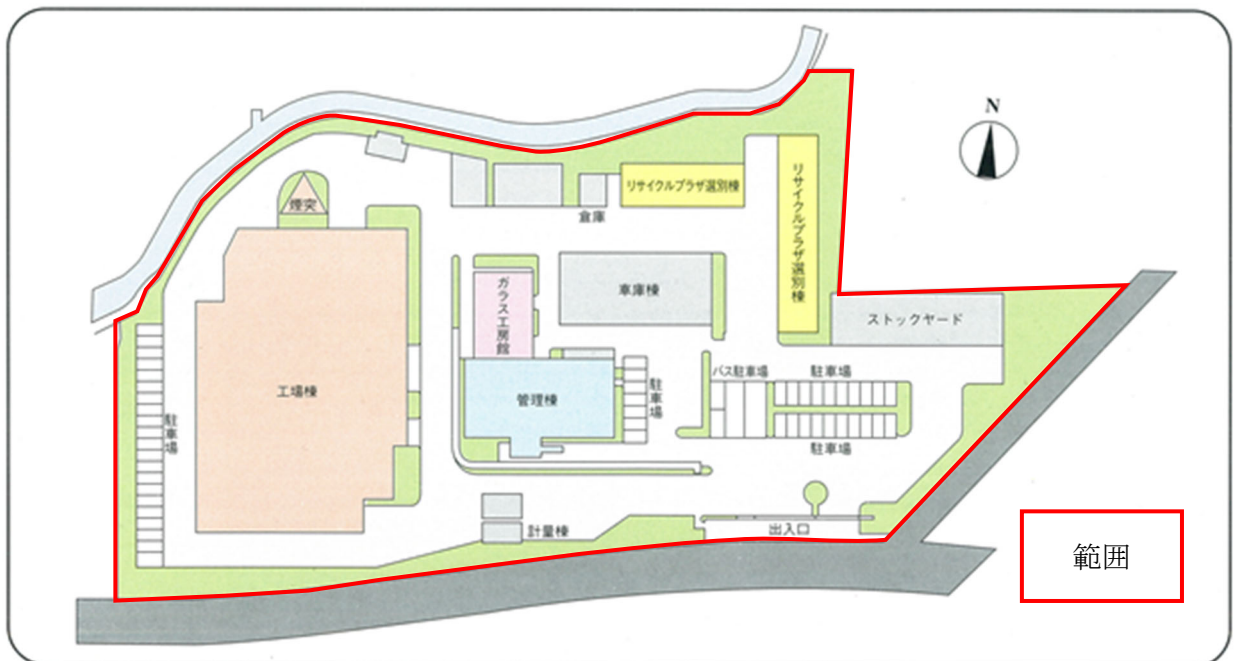 N
煙突
リサイクルプラザ選別棟
リサイクルプラザ選別棟
倉庫
ガラス工房館
車庫棟
ストックヤード
工場棟
管理棟
駐車場
バス駐車場
駐車場
駐車場
駐車場
計量棟
出入口
範囲